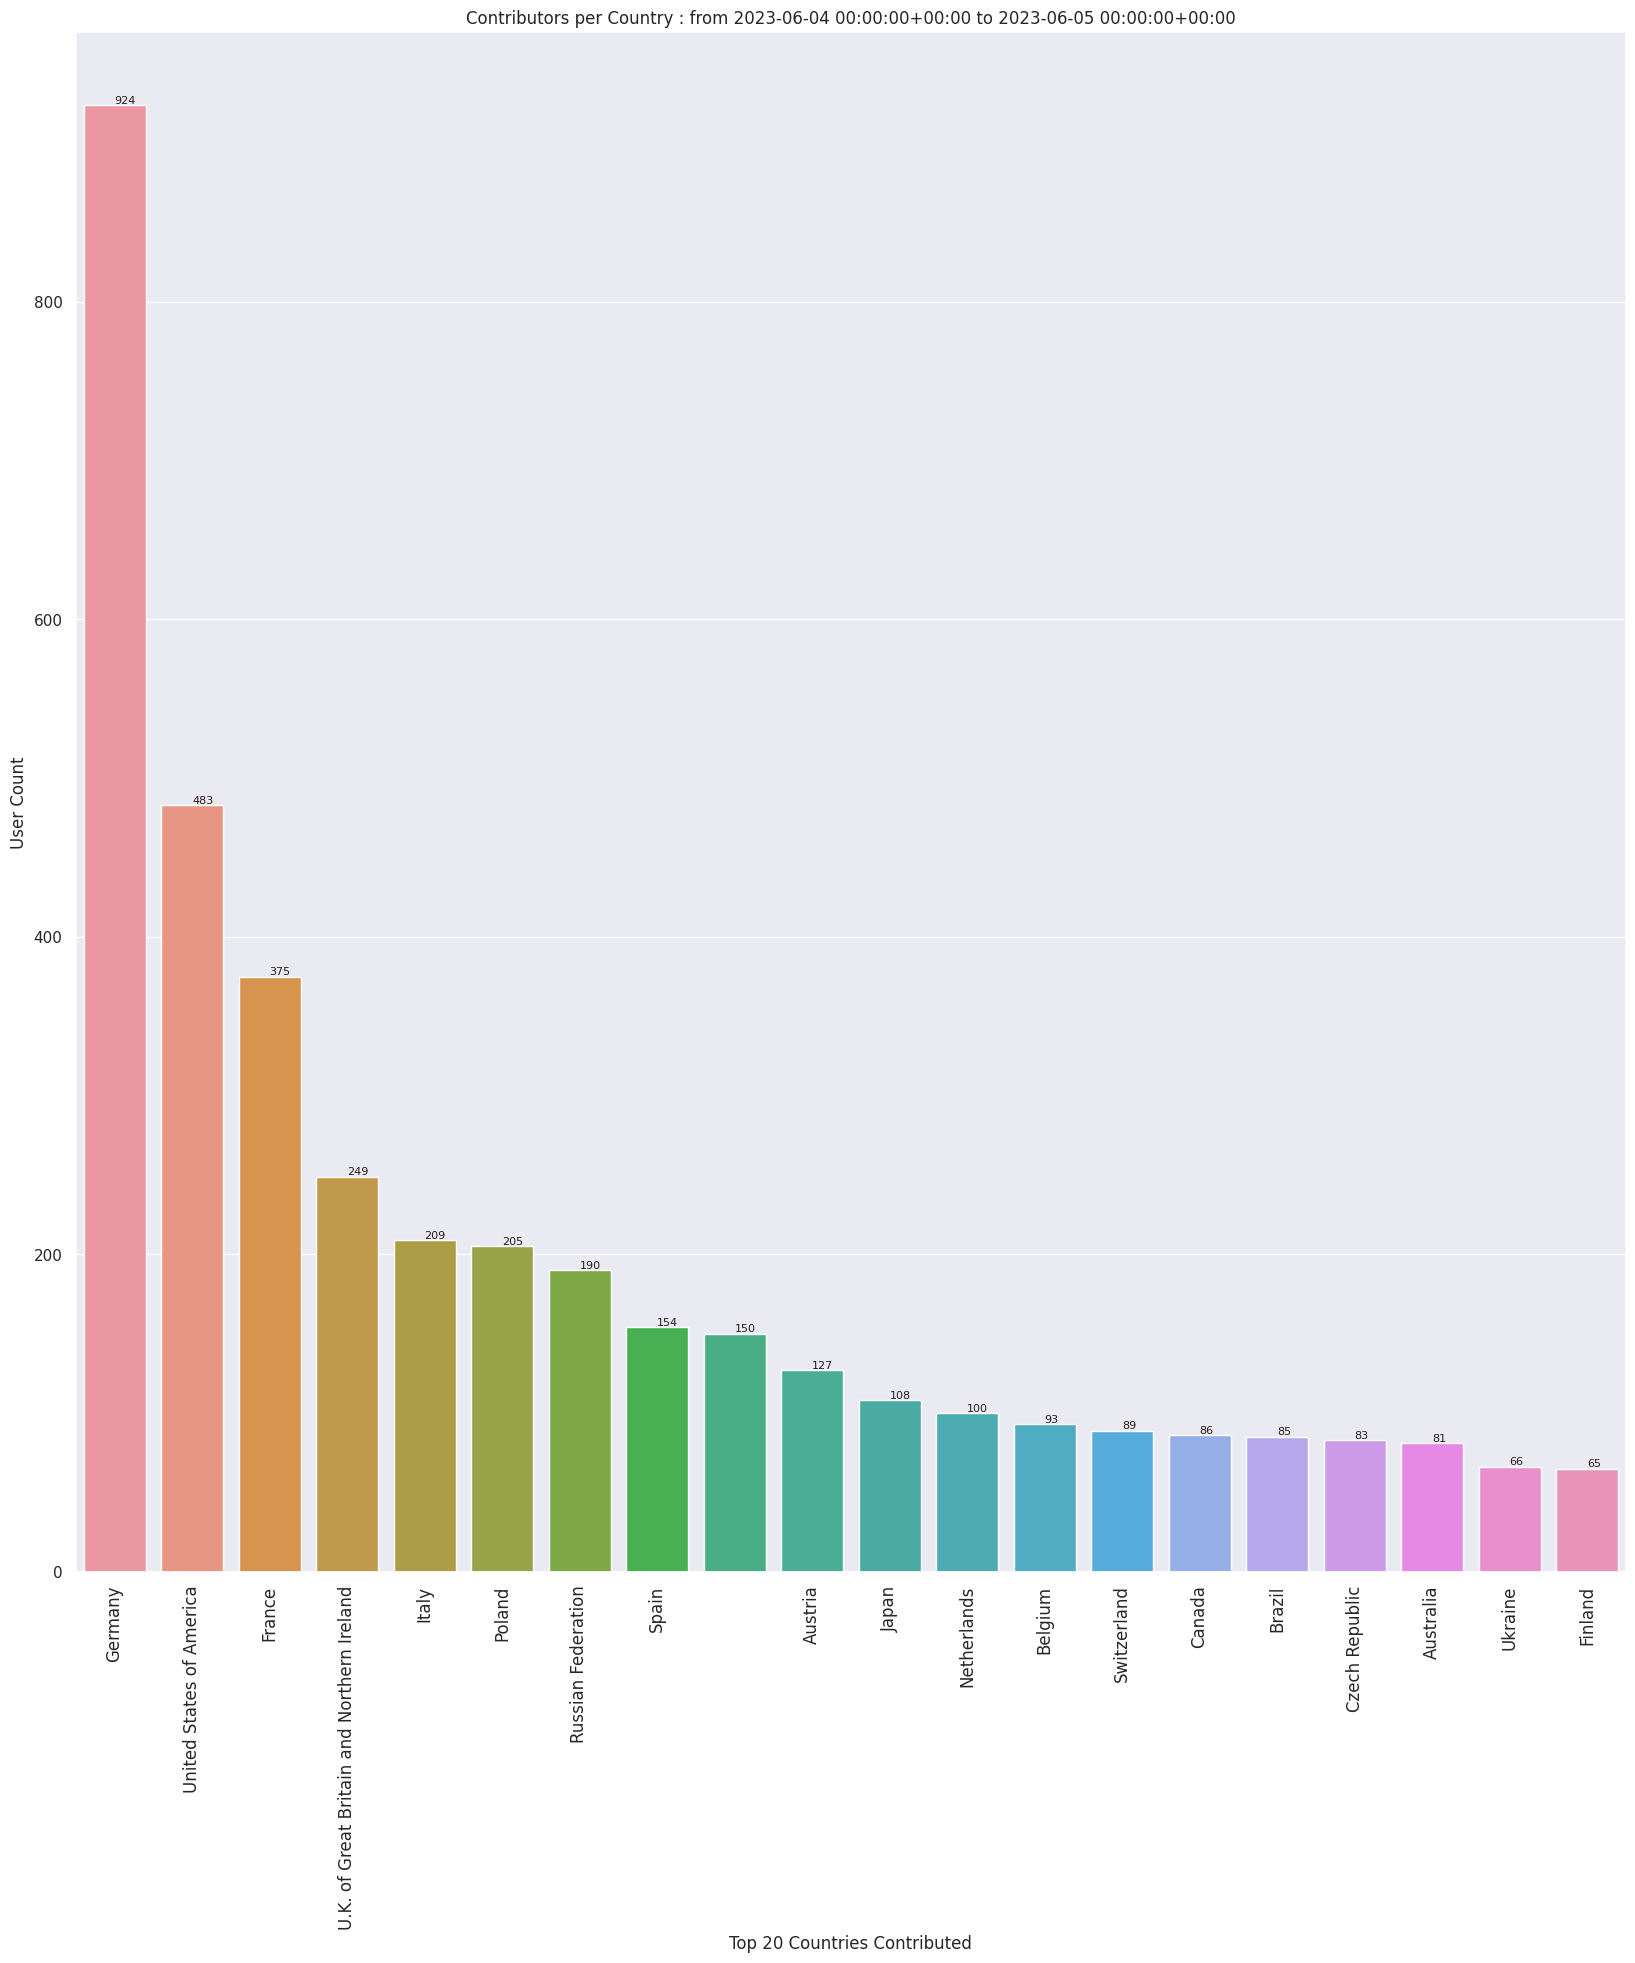 Contributors per Country : from 2023-06-04 00:00:00+00:00 to 2023-06-05 00:00:00+00:00
User Count
800
600
400
200
0
924
483
375
249
209
205
190
154
150
127
108
100
93
89
86
85
83
81
66
65
Germany
United States of America
France
U.K. of Great Britain and Northern Ireland
Italy
Poland
Russian Federation
Spain
Austria
Japan
Netherlands
Belgium
Switzerland
Canada
Brazil
Czech Republic
Australia
Ukraine
Finland
Top 20 Countries Contributed